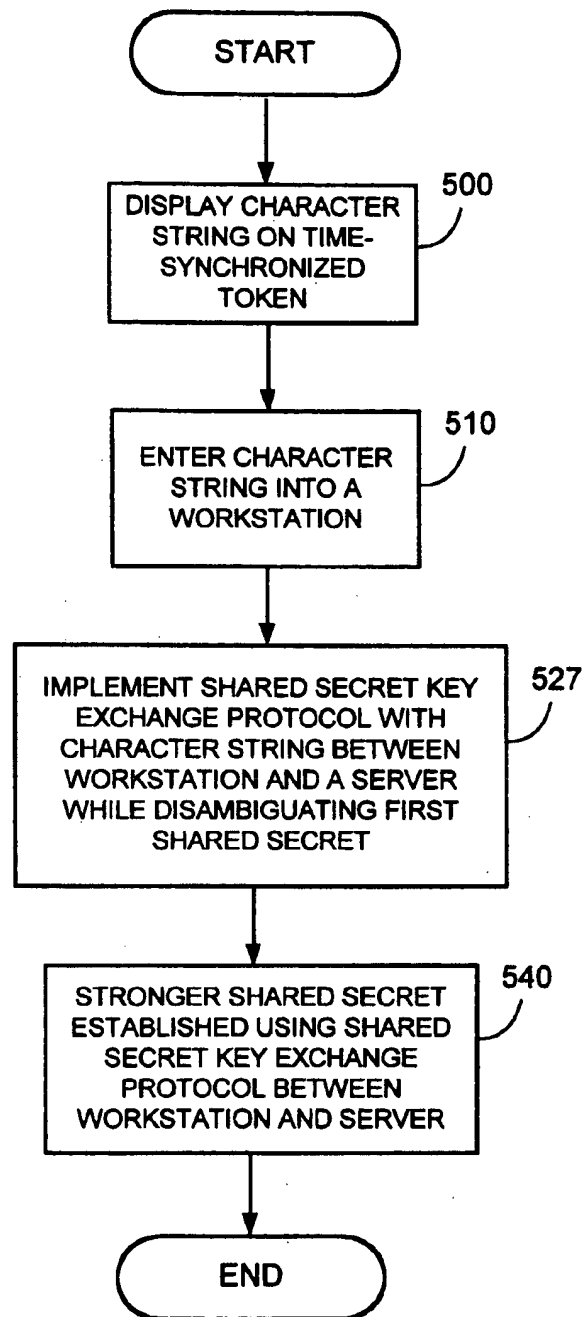 START
500
DISPLAY CHARACTER
STRING ON TIME-
SYNCHRONIZED
TOKEN
510
ENTER CHARACTER
STRING INTO A
WORKSTATION
527
IMPLEMENT SHARED SECRET KEY
EXCHANGE PROTOCOL WITH
CHARACTER STRING BETWEEN
WORKSTATION AND A SERVER
WHILE DISAMBIGUATING FIRST
SHARED SECRET
540
STRONGER SHARED SECRET
ESTABLISHED USING SHARED
SECRET KEY EXCHANGE
PROTOCOL BETWEEN
WORKSTATION AND SERVER
END